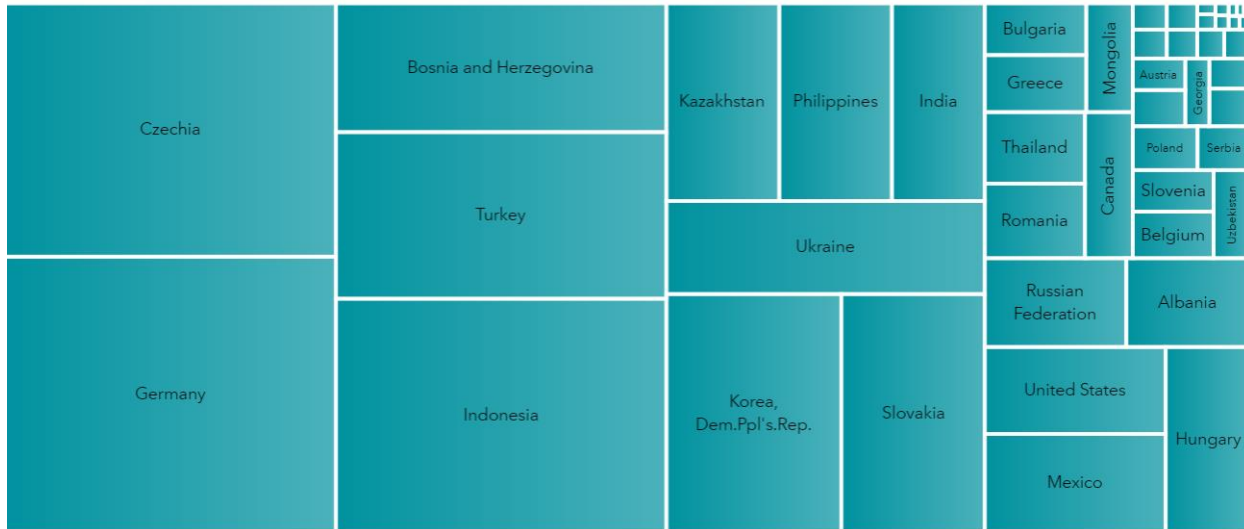 Czechia
Germany
Bosnia and Herzegovina
Turkey
Indonesia
Kazakhstan
Philippines
India
Ukraine
Korea,
Dem.Ppl's.Rep.
Slovakia
Bulgaria
Greece
Mongolia
Thailand
Romania
Canada
Austria
Georgia
Poland
Serbia
Slovenia
Belgium
Uzbekistan
Russian
Federation
Albania
United States
Mexico
Hungary